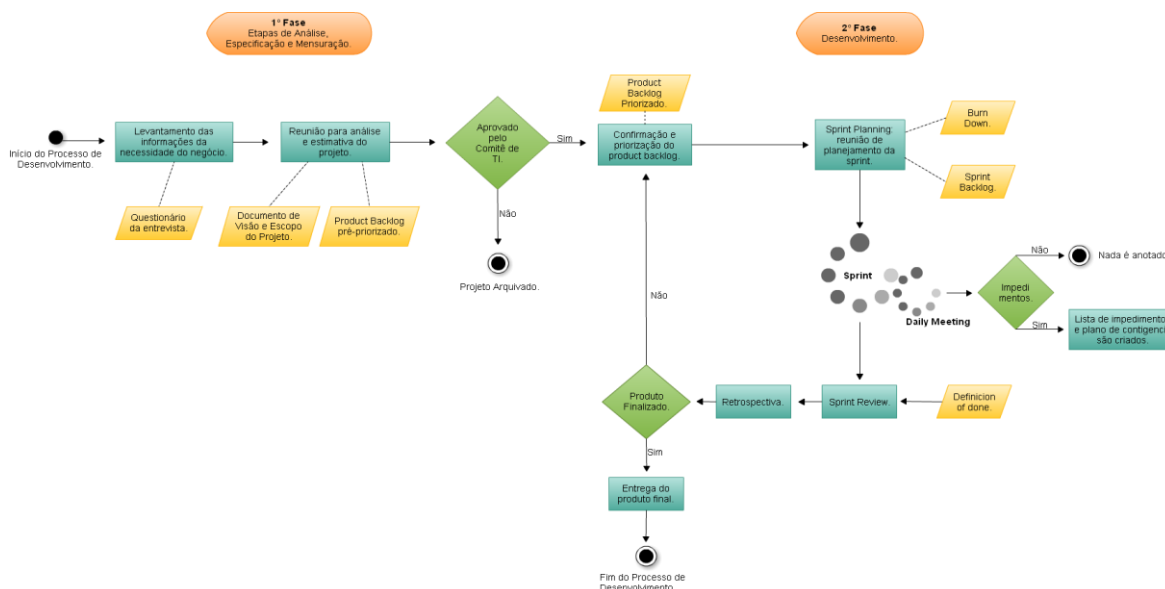 1ª Fase
Etapas de Análise,
Especificação e Mensuração.
2ª Fase
Desenvolvimento.
Início do Processo de
Desenvolvimento.
Levantamento das
informações da
necessidade do negócio.
Questionário
da entrevista.
Reunião para análise
e estimativa do
projeto.
Documento de
Visão e Escopo
do Projeto.
Product Backlog
pré-priorizado.
Aprovado
pelo
Comitê de
TI.
Sim
Não
Projeto Arquivado.
Product
Backlog
Priorizado.
Confirmação e
priorização do
product backlog.
Sprint Planning:
reunião de
planejamento da
sprint.
Burn
Down.
Sprint
Backlog.
Sprint
Daily Meeting
Impedi
mentos.
Não
Nada é anotado
Sim
Lista de impedimento
e plano de contigenci
são criados.
Definicion
of done.
Sprint Review.
Retrospectiva.
Produto
Finalizado.
Não
Sim
Entrega do
produto final.
Fim do Processo de
Desenvolvimento